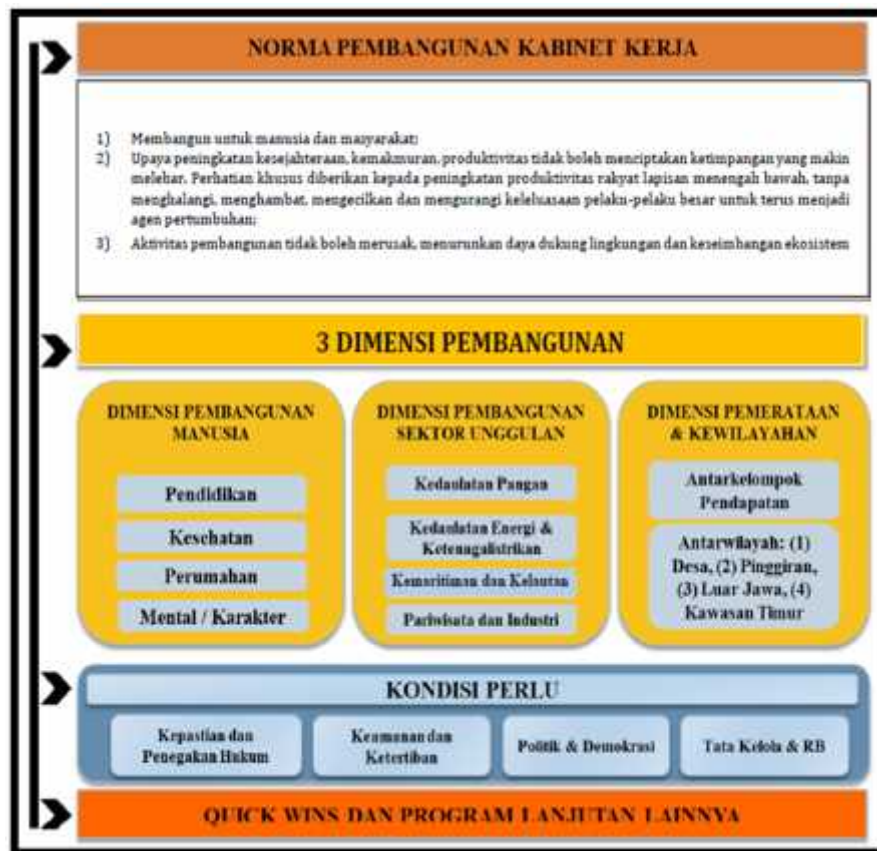 NORMA PEMBANGUNAN KABINET KERJA
1) Membangun untuk manusia dan masyarakat;
2) Upaya peningkatan kesejahteraan, kemakmuran, produktivitas tidak boleh menciptakan ketimpangan yang makin
melebar. Perhatian khusus diberikan kepada peningkatan produktivitas rakyat lapisan menengah bawah, tanpa
menghalangi, menghambat, mengecilkan dan mengurangi keleluasaan pelaku-pelaku besar untuk terus menjadi
agen pertumbuhan;
3) Aktivitas pembangunan tidak boleh merusak, menurunkan daya dukung lingkungan dan keseimbangan ekosistem
3 DIMENSI PEMBANGUNAN
DIMENSI PEMBANGUNAN
MANUSIA
Pendidikan
Kesehatan
Perumahan
Mental / Karakter
DIMENSI PEMBANGUNAN
SEKTOR UNGGULAN
Kedaulatan Pangan
Kedaulatan Energi &
Ketenagalistrikan
Kemaritiman dan Kelautan
Pariwisata dan Industri
DIMENSI PEMERATAAN
& KEWILAYAHAN
Antarkelompok
Pendapatan
Antarwilayah: (1)
Desa, (2) Pinggiran,
(3) Luar Jawa, (4)
Kawasan Timur
KONDISI PERLU
Kepastian dan
Penegakan Hukum
Keamanan dan
Ketertiban
Politik & Demokrasi
Tata Kelola & RB
QUICK WINS DAN PROGRAM LANJUTAN LAINNYA